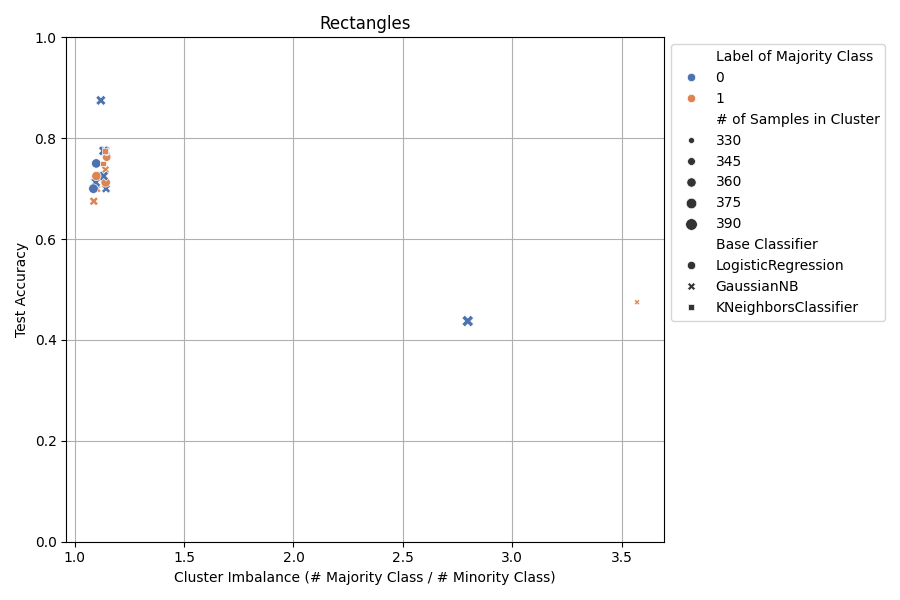 Rectangles
1.0
0.8
0.6
0.4
0.2
0.0
Test Accuracy
1.0 1.5 2.0 2.5 3.0 3.5
Cluster Imbalance (# Majority Class / # Minority Class)
Label of Majority Class
0
1
# of Samples in Cluster
330
345
360
375
390
Base Classifier
LogisticRegression
GaussianNB
KNeighborsClassifier